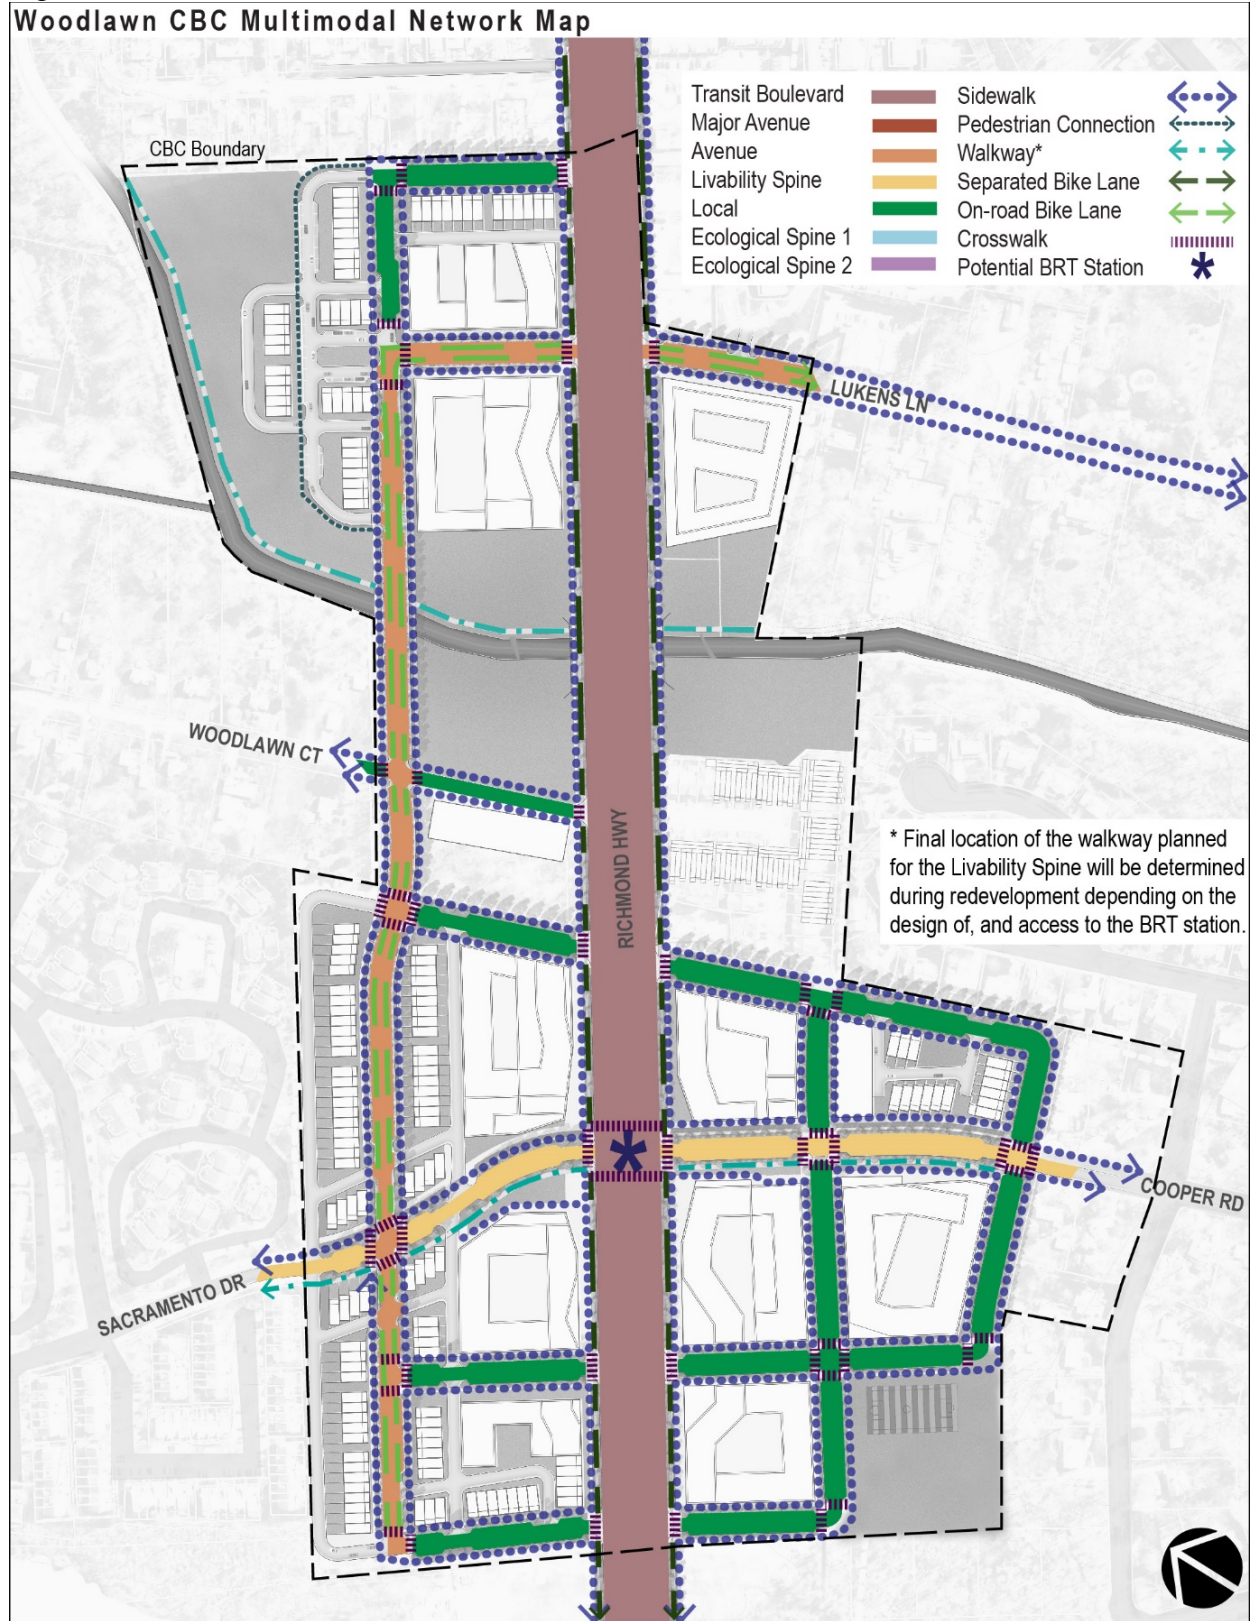 Woodlawn CBC Multimodal Network Map
Transit Boulevard
Major Avenue
Avenue
Livability Spine
Local
Ecological Spine 1
Ecological Spine 2
Sidewalk
Pedestrian Connection
Walkway*
Separated Bike Lane
On-road Bike Lane
Crosswalk
Potential BRT Station
CBC Boundary
LUKENS LN
WOODLAWN CT
RICHMOND HWY
* Final location of the walkway planned
for the Livability Spine will be determined
during redevelopment depending on the
design of, and access to the BRT station.
COOPER RD
SACRAMENTO DR